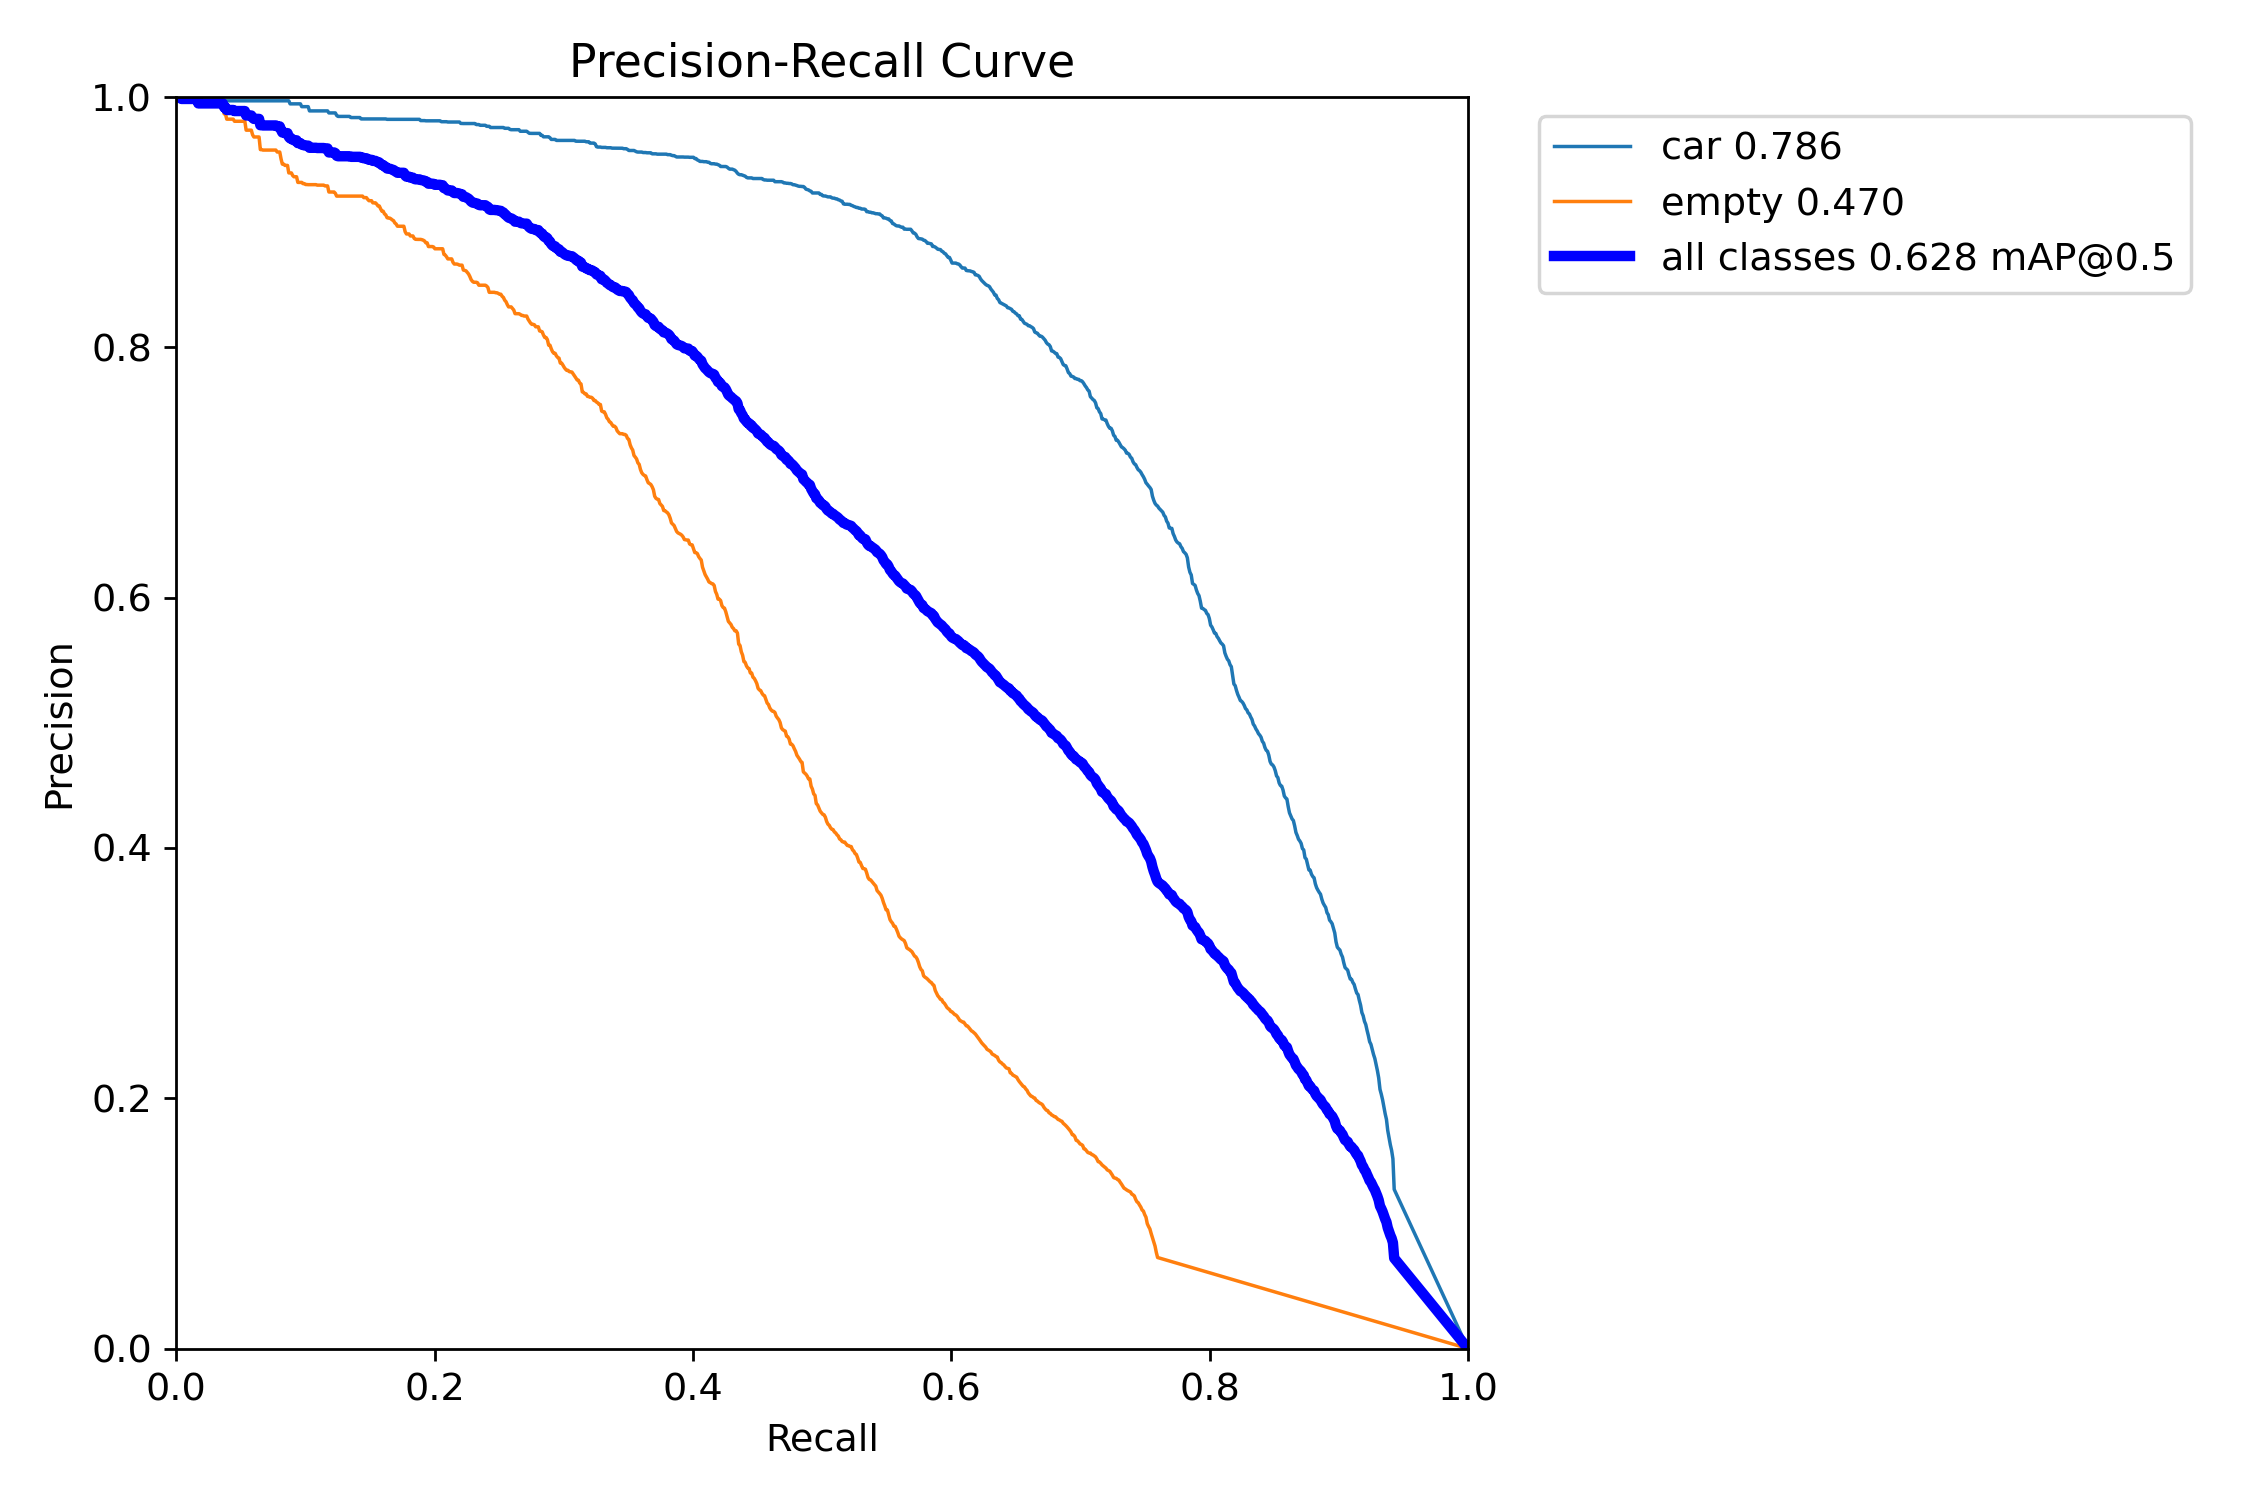 Precision-Recall Curve
1.0
0.8
0.6
0.4
0.2
0.0
Precision
0.0 0.2 0.4 0.6 0.8 1.0
Recall
car 0.786
empty 0.470
all classes 0.628 mAP@0.5